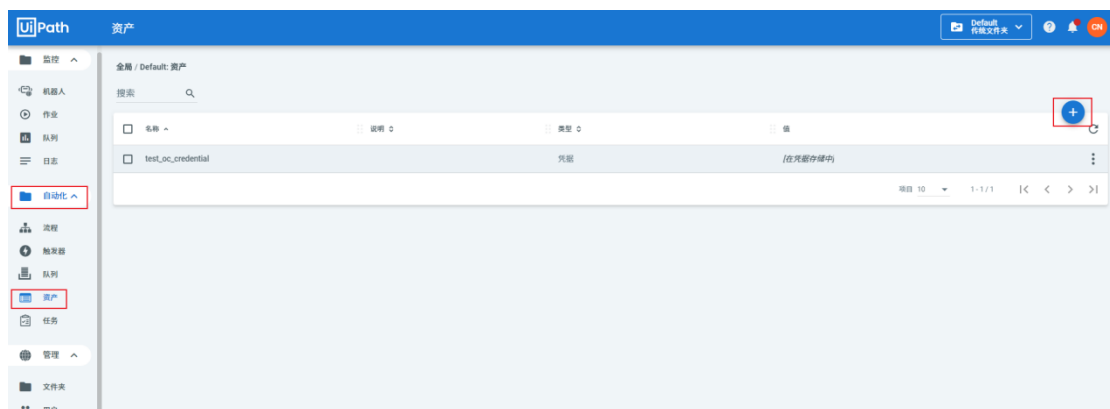 UiPath 资产 Default 传统文件夹 CN
监控
机器人
作业
队列
日志
自动化
流程
触发器
队列
资产
任务
管理
文件夹
全局 / Default: 资产
搜索
名称 说明 类型 值
test_oc_credential 凭据 [在凭据存储中]
项目 10 1 - 1 / 1